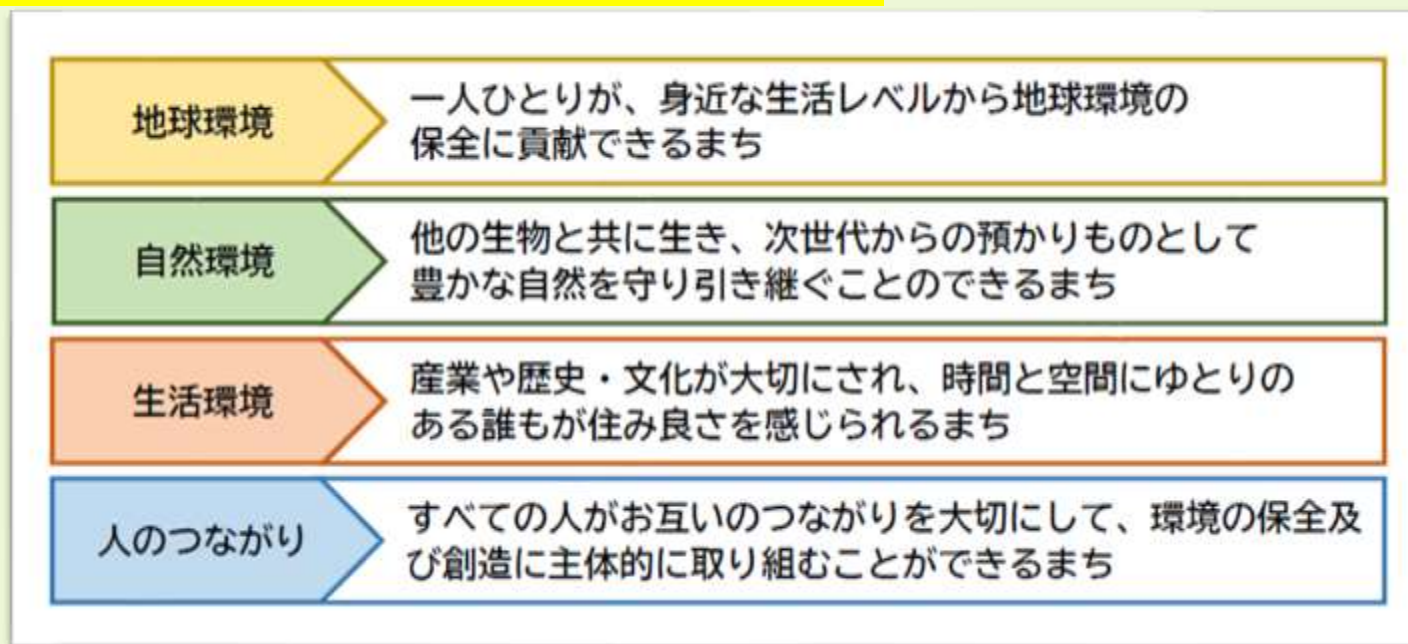 地球環境
一人ひとりが、身近な生活レベルから地球環境の
保全に貢献できるまち
自然環境
他の生物と共に生き、次世代からの預かりものとして
豊かな自然を守り引き継ぐことのできるまち
生活環境
産業や歴史・文化が大切にされ、時間と空間にゆとりの
ある誰もが住み良さを感じられるまち
人のつながり
すべての人がお互いのつながりを大切にして、環境の保全及
び創造に主体的に取り組むことができるまち